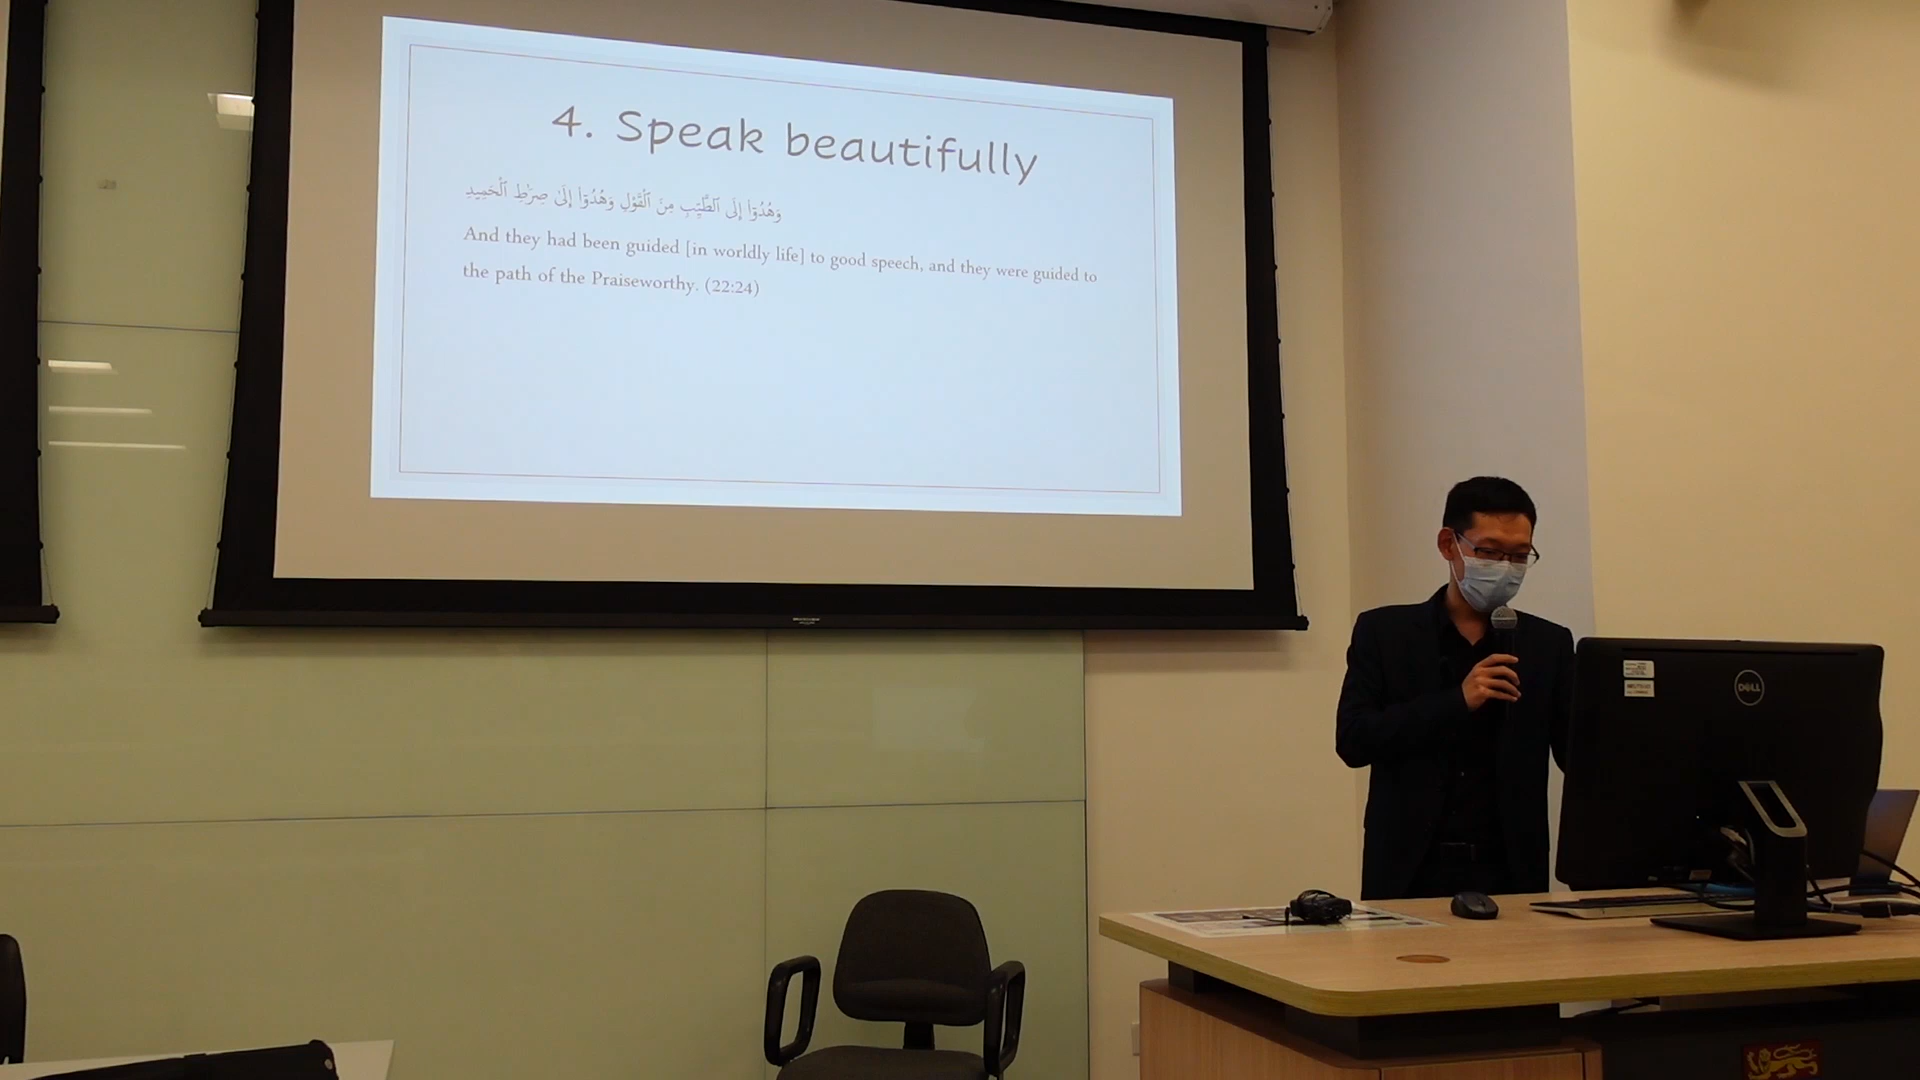 4. Speak beautifully
وَهُدُوٓا۟ إِلَى ٱلطَّيِّبِ مِنَ ٱلْقَوْلِ وَهُدُوٓا۟ إِلَىٰ صِرَٰطِ ٱلْحَمِيدِ
And they had been guided [in worldly life] to good speech, and they were guided to
the path of the Praiseworthy. (22:24)
DELL